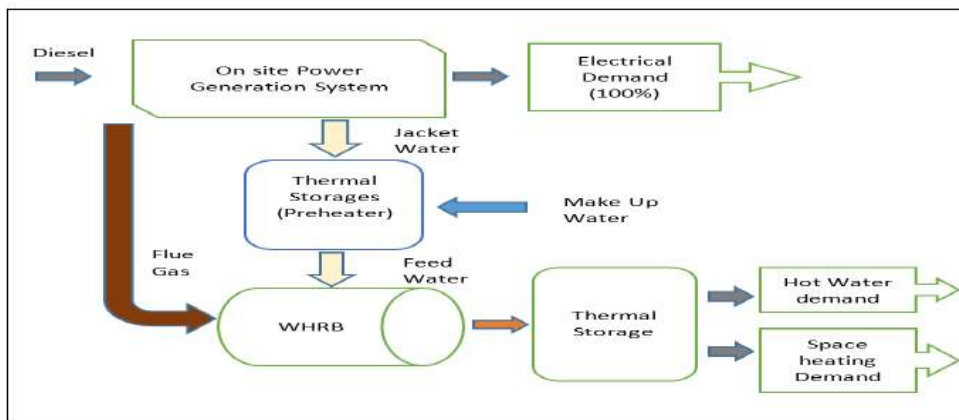 Diesel
On site Power
Generation System
Electrical
Demand
(100%)
Jacket
Water
Thermal
Storages
(Preheater)
Make Up
Water
Flue
Gas
Feed
Water
WHRB
Thermal
Storage
Hot Water
demand
Space
heating
Demand